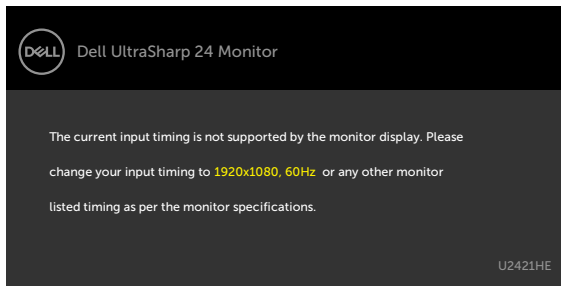 DELL
Dell UltraSharp 24 Monitor
The current input timing is not supported by the monitor display. Please
change your input timing to 1920x1080, 60Hz or any other monitor
listed timing as per the monitor specifications.
U2421HE